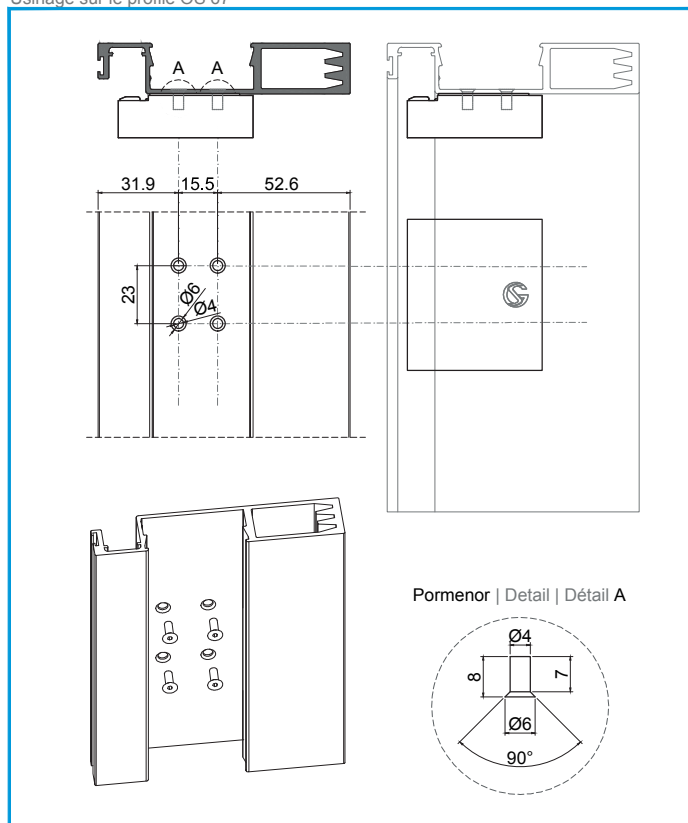 A A
31.9 15.5 52.6
23
Ø6
Ø4
Pormenor | Detail | Détail A
Ø4
8
7
Ø6
90°